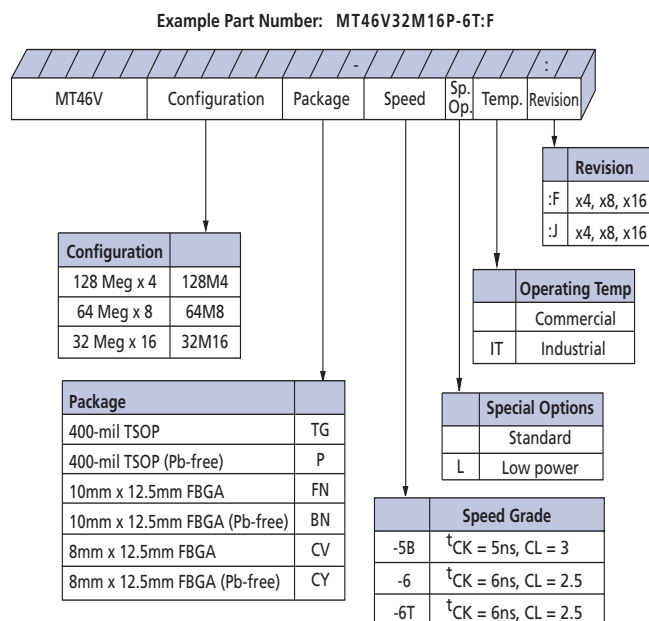 Example Part Number: MT46V32M16P-6T:F
- :
MT46V Configuration Package Speed Sp. Op. Temp. Revision
Revision
:F x4, x8, x16
:J x4, x8, x16
Configuration
128 Meg x 4 128M4
64 Meg x 8 64M8
32 Meg x 16 32M16
Operating Temp
Commercial
IT Industrial
Package
400-mil TSOP TG
400-mil TSOP (Pb-free) P
10mm x 12.5mm FBGA FN
10mm x 12.5mm FBGA (Pb-free) BN
8mm x 12.5mm FBGA CV
8mm x 12.5mm FBGA (Pb-free) CY
Special Options
Standard
L Low power
Speed Grade
-5B tCK = 5ns, CL = 3
-6 tCK = 6ns, CL = 2.5
-6T tCK = 6ns, CL = 2.5